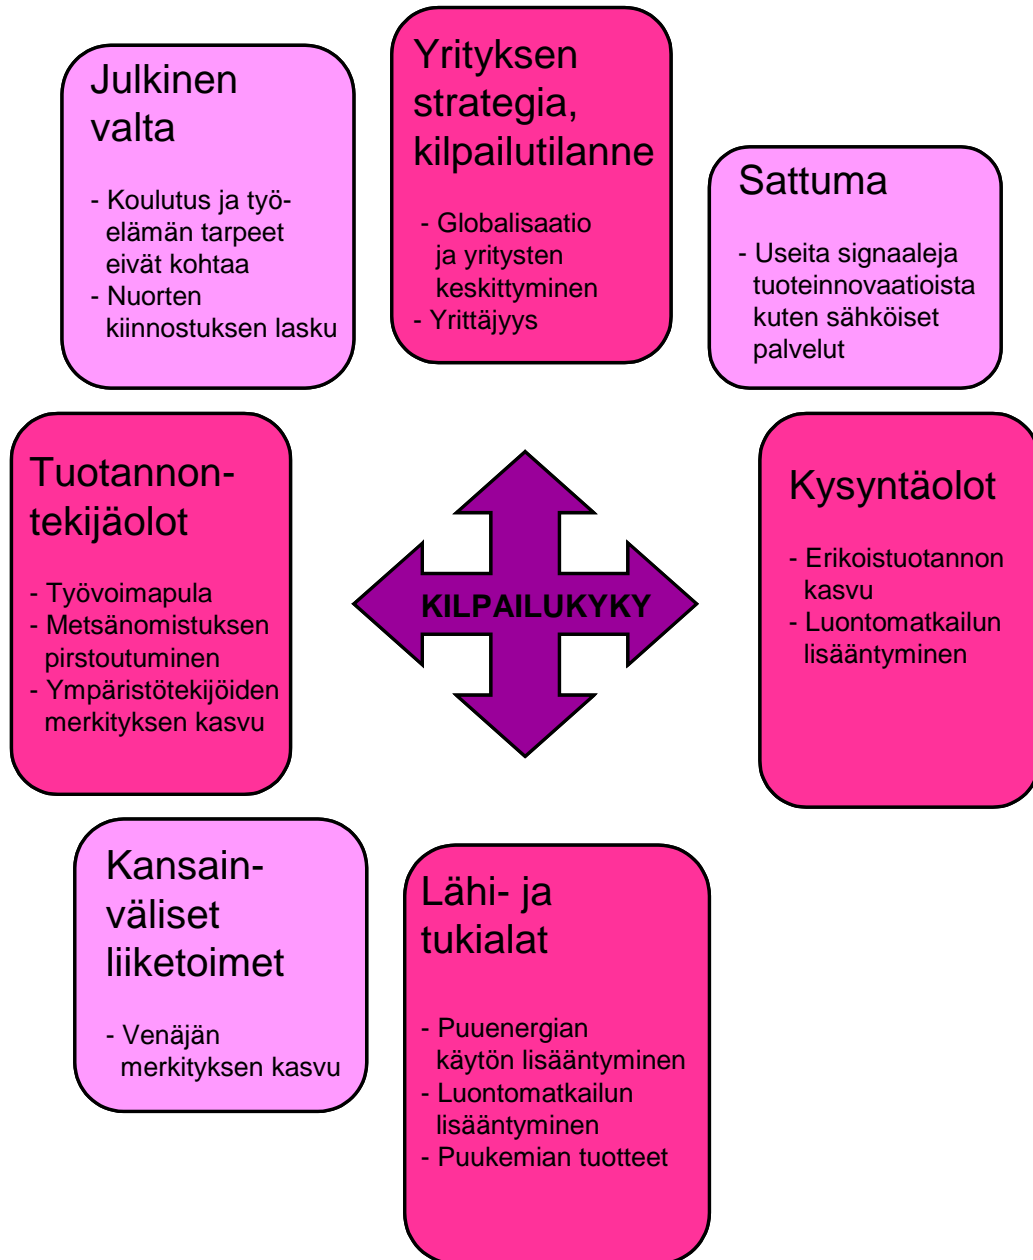 Julkinen
valta
- Koulutus ja työ-
elämän tarpeet
eivät kohtaa
- Nuorten
kiinnostuksen lasku
Yrityksen
strategia,
kilpailutilanne
- Globalisaatio
ja yritysten
keskittyminen
- Yrittäjyys
Sattuma
- Useita signaaleja
tuoteinnovaatioista
kuten sähköiset
palvelut
Tuotannon-
tekijäolot
- Työvoimapula
- Metsänomistuksen
pirstoutuminen
- Ympäristötekijöiden
merkityksen kasvu
KILPAILUKYKY
Kysyntäolot
- Erikoistuotannon
kasvu
- Luontomatkailun
lisääntyminen
Kansain-
väliset
liiketoimet
- Venäjän
merkityksen kasvu
Lähi- ja
tukialat
- Puuenergian
käytön lisääntyminen
- Luontomatkailun
lisääntyminen
- Puukemian tuotteet